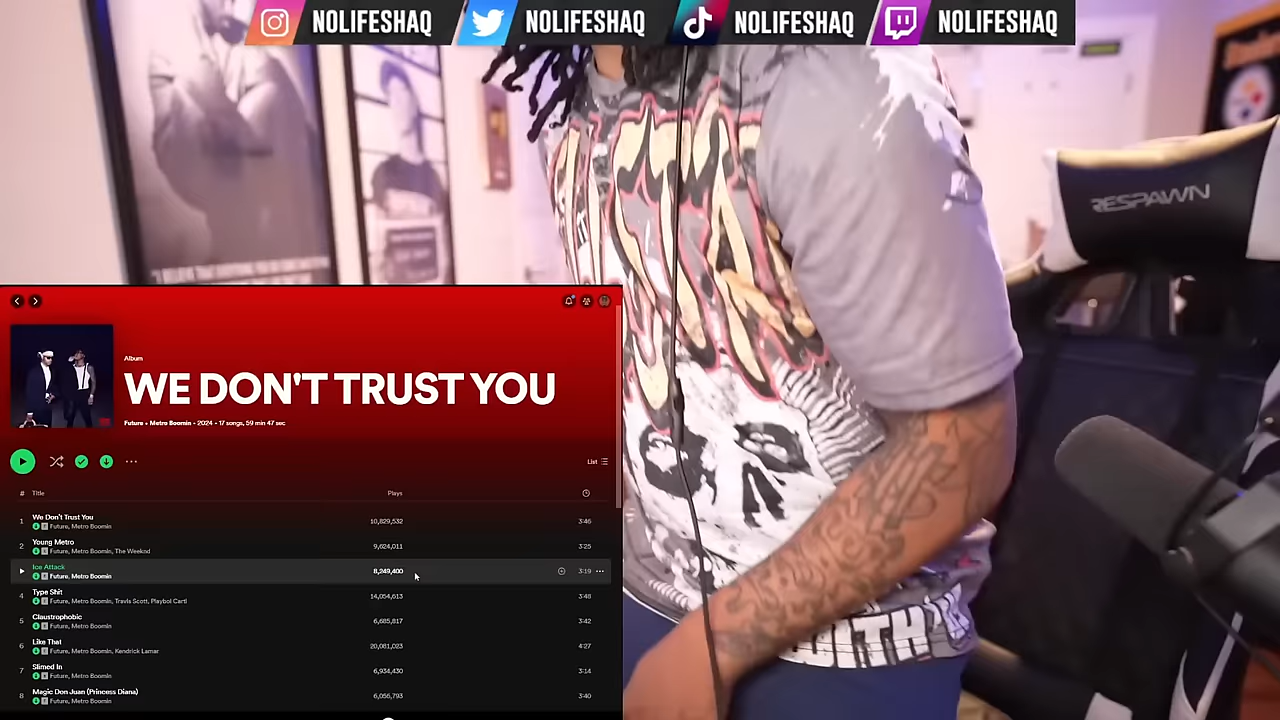 NOLIFESHAQ NOLIFESHAQ NOLIFESHAQ NOLIFESHAQ
RESPAWN
Album
WE DON'T TRUST YOU
Future • Metro Boomin • 2024 • 17 songs, 59 min 47 sec
List
# Title Plays
1 We Don't Trust You 10,829,532 3:46
E Future, Metro Boomin
2 Young Metro 9,624,011 3:25
E Future, Metro Boomin, The Weeknd
Ice Attack 8,249,400 3:19
E Future, Metro Boomin
4 Type Shit 14,054,613 3:48
E Future, Metro Boomin, Travis Scott, Playboi Carti
5 Claustrophobic 6,685,817 3:42
E Future, Metro Boomin
6 Like That 20,081,023 4:27
E Future, Metro Boomin, Kendrick Lamar
7 Slimed In 6,934,430 3:14
E Future, Metro Boomin
8 Magic Don Juan (Princess Diana) 6,056,793 3:40
E Future, Metro Boomin